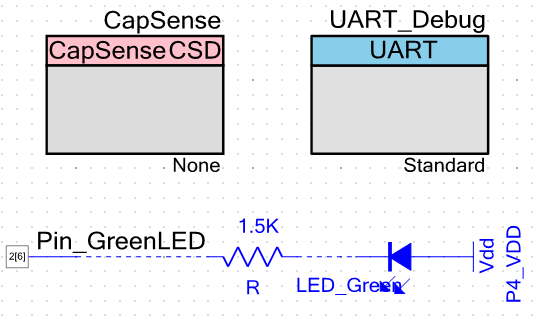 CapSense
UART_Debug
CapSense CSD
UART
None
Standard
2[6]
Pin_GreenLED
1.5K
R
LED_Green
Vdd
P4_VDD